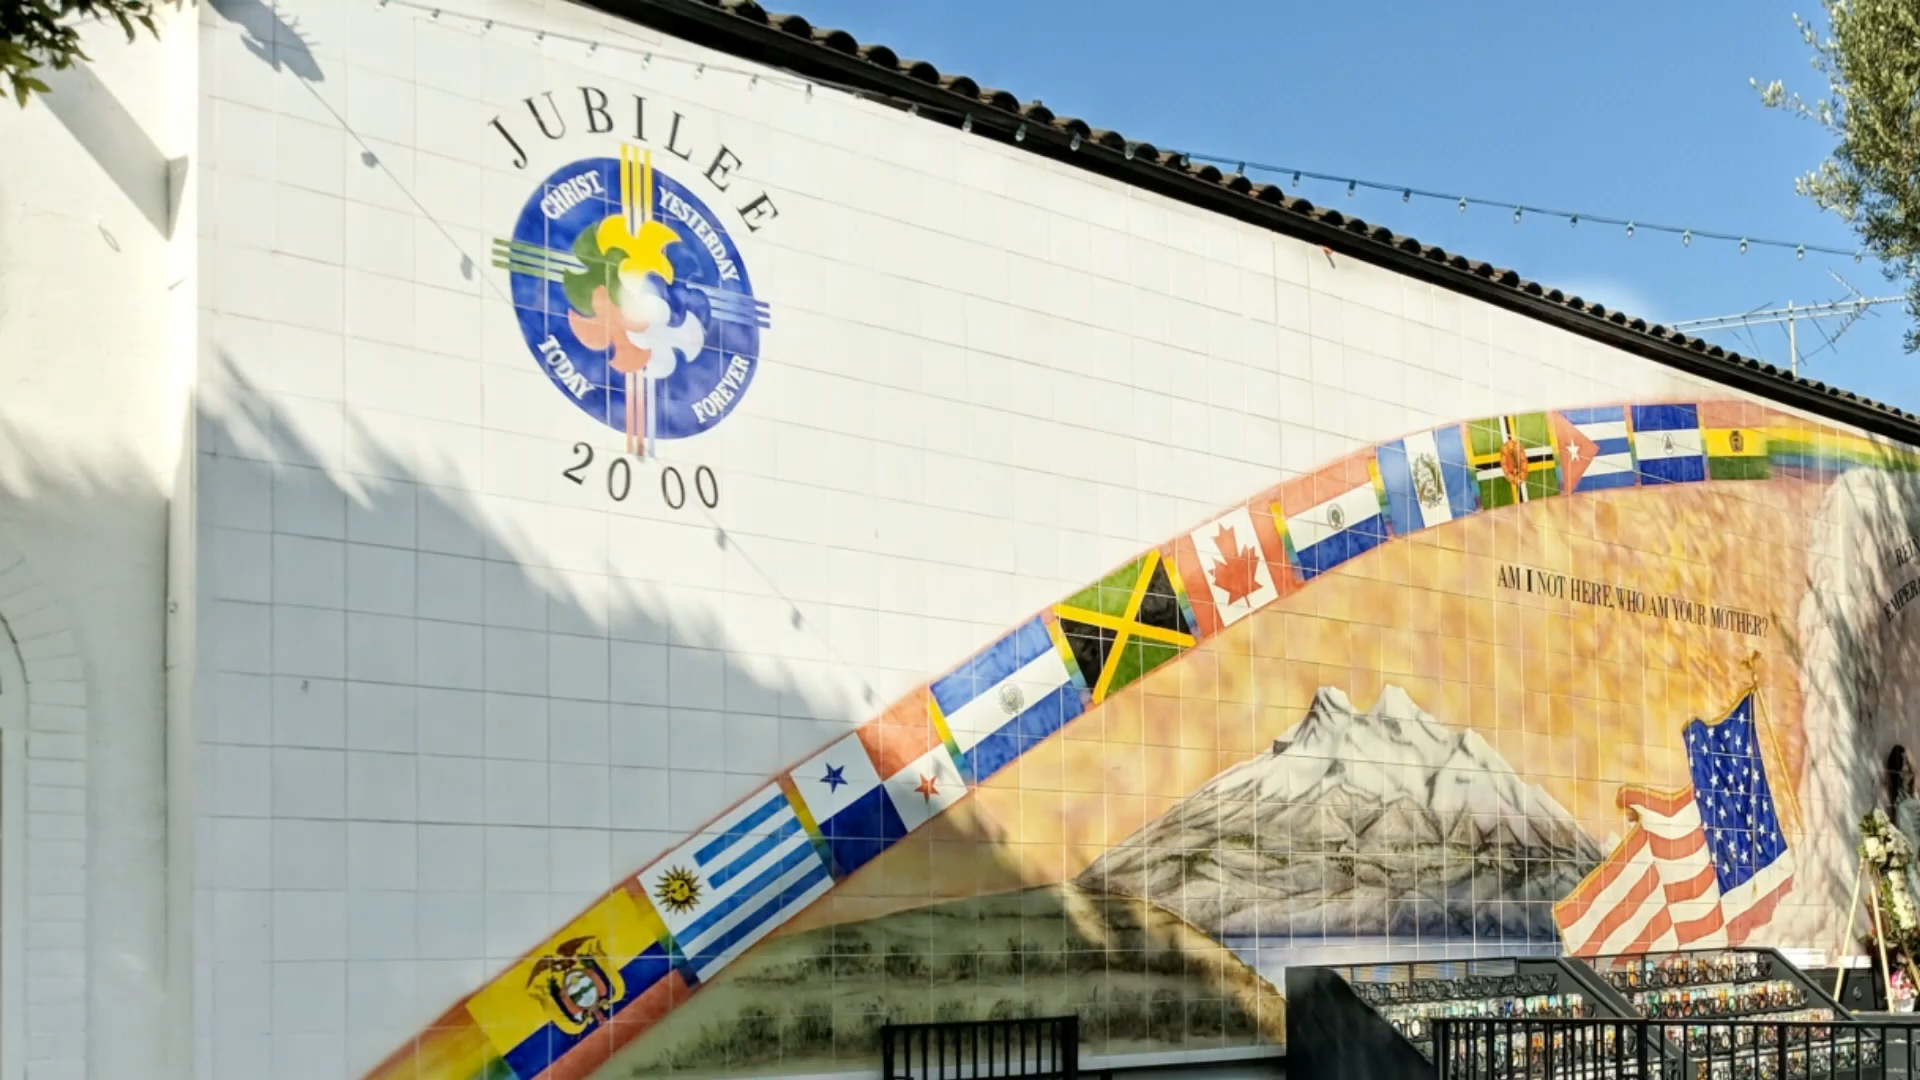 JUBILEE
CHRIST
YESTERDAY
TODAY
FOREVER
2000
AM I NOT HERE, WHO AM YOUR MOTHER?